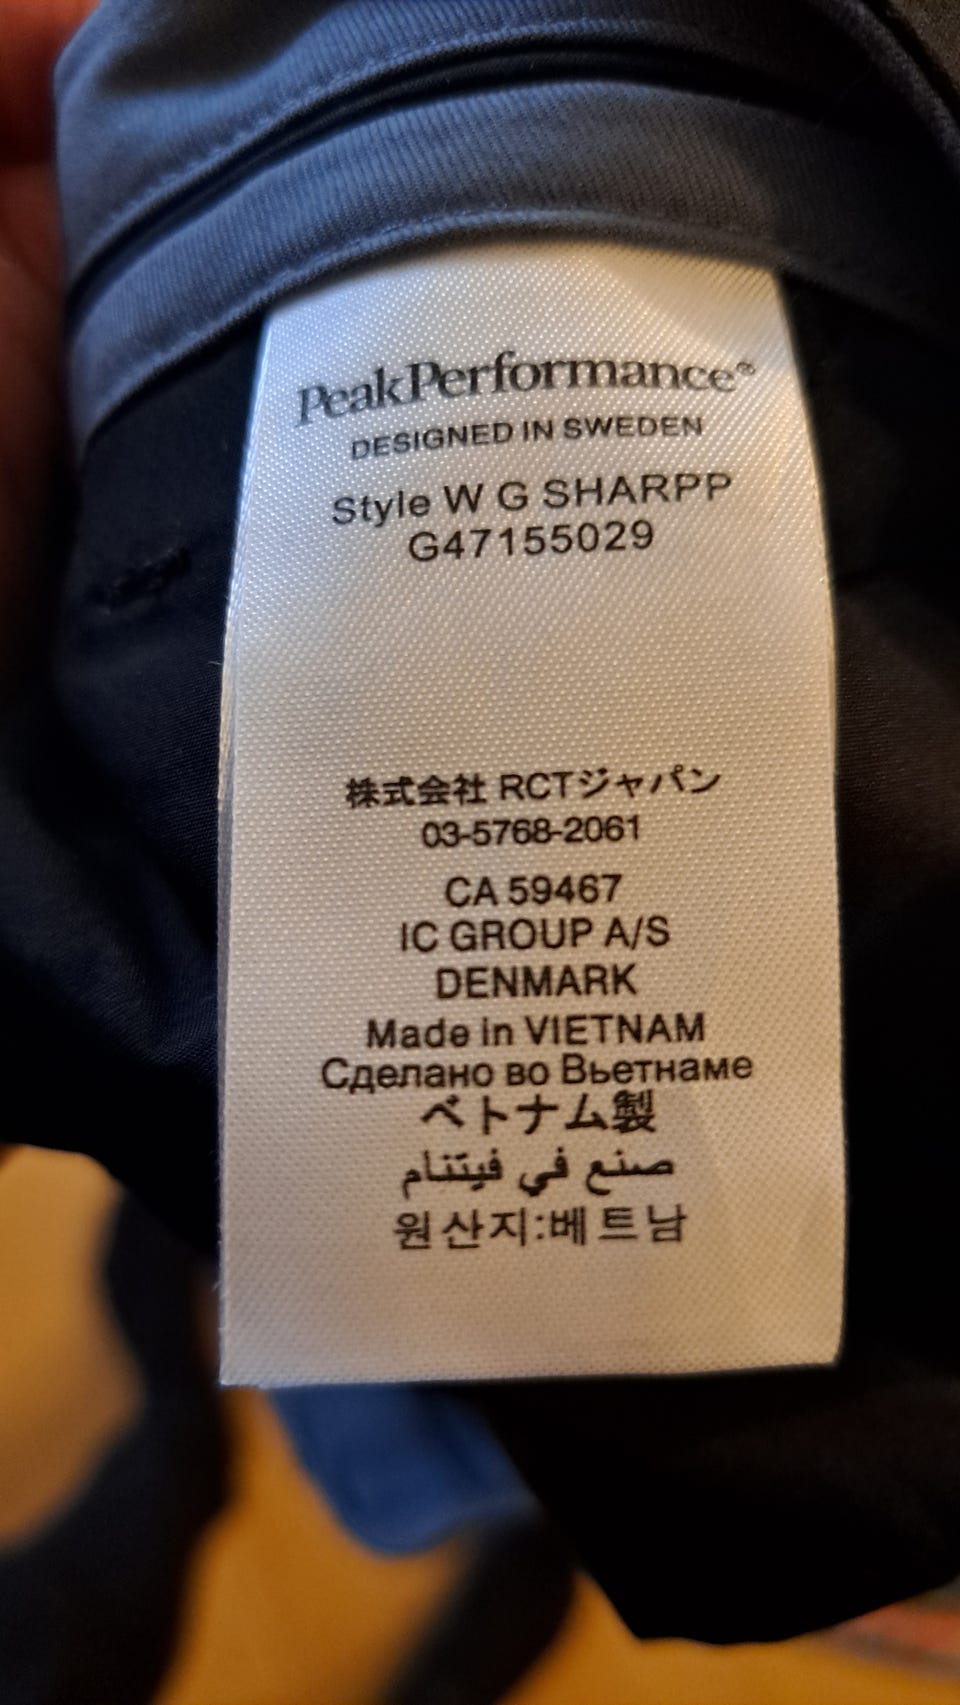 PeakPerformance®
DESIGNED IN SWEDEN
Style W G SHARPP
G47155029
株式会社 RCTジャパン
03-5768-2061
CA 59467
IC GROUP A/S
DENMARK
Made in VIETNAM
Сделано во Вьетнаме
ベトナム製
صنع في فيتنام
원산지:베트남